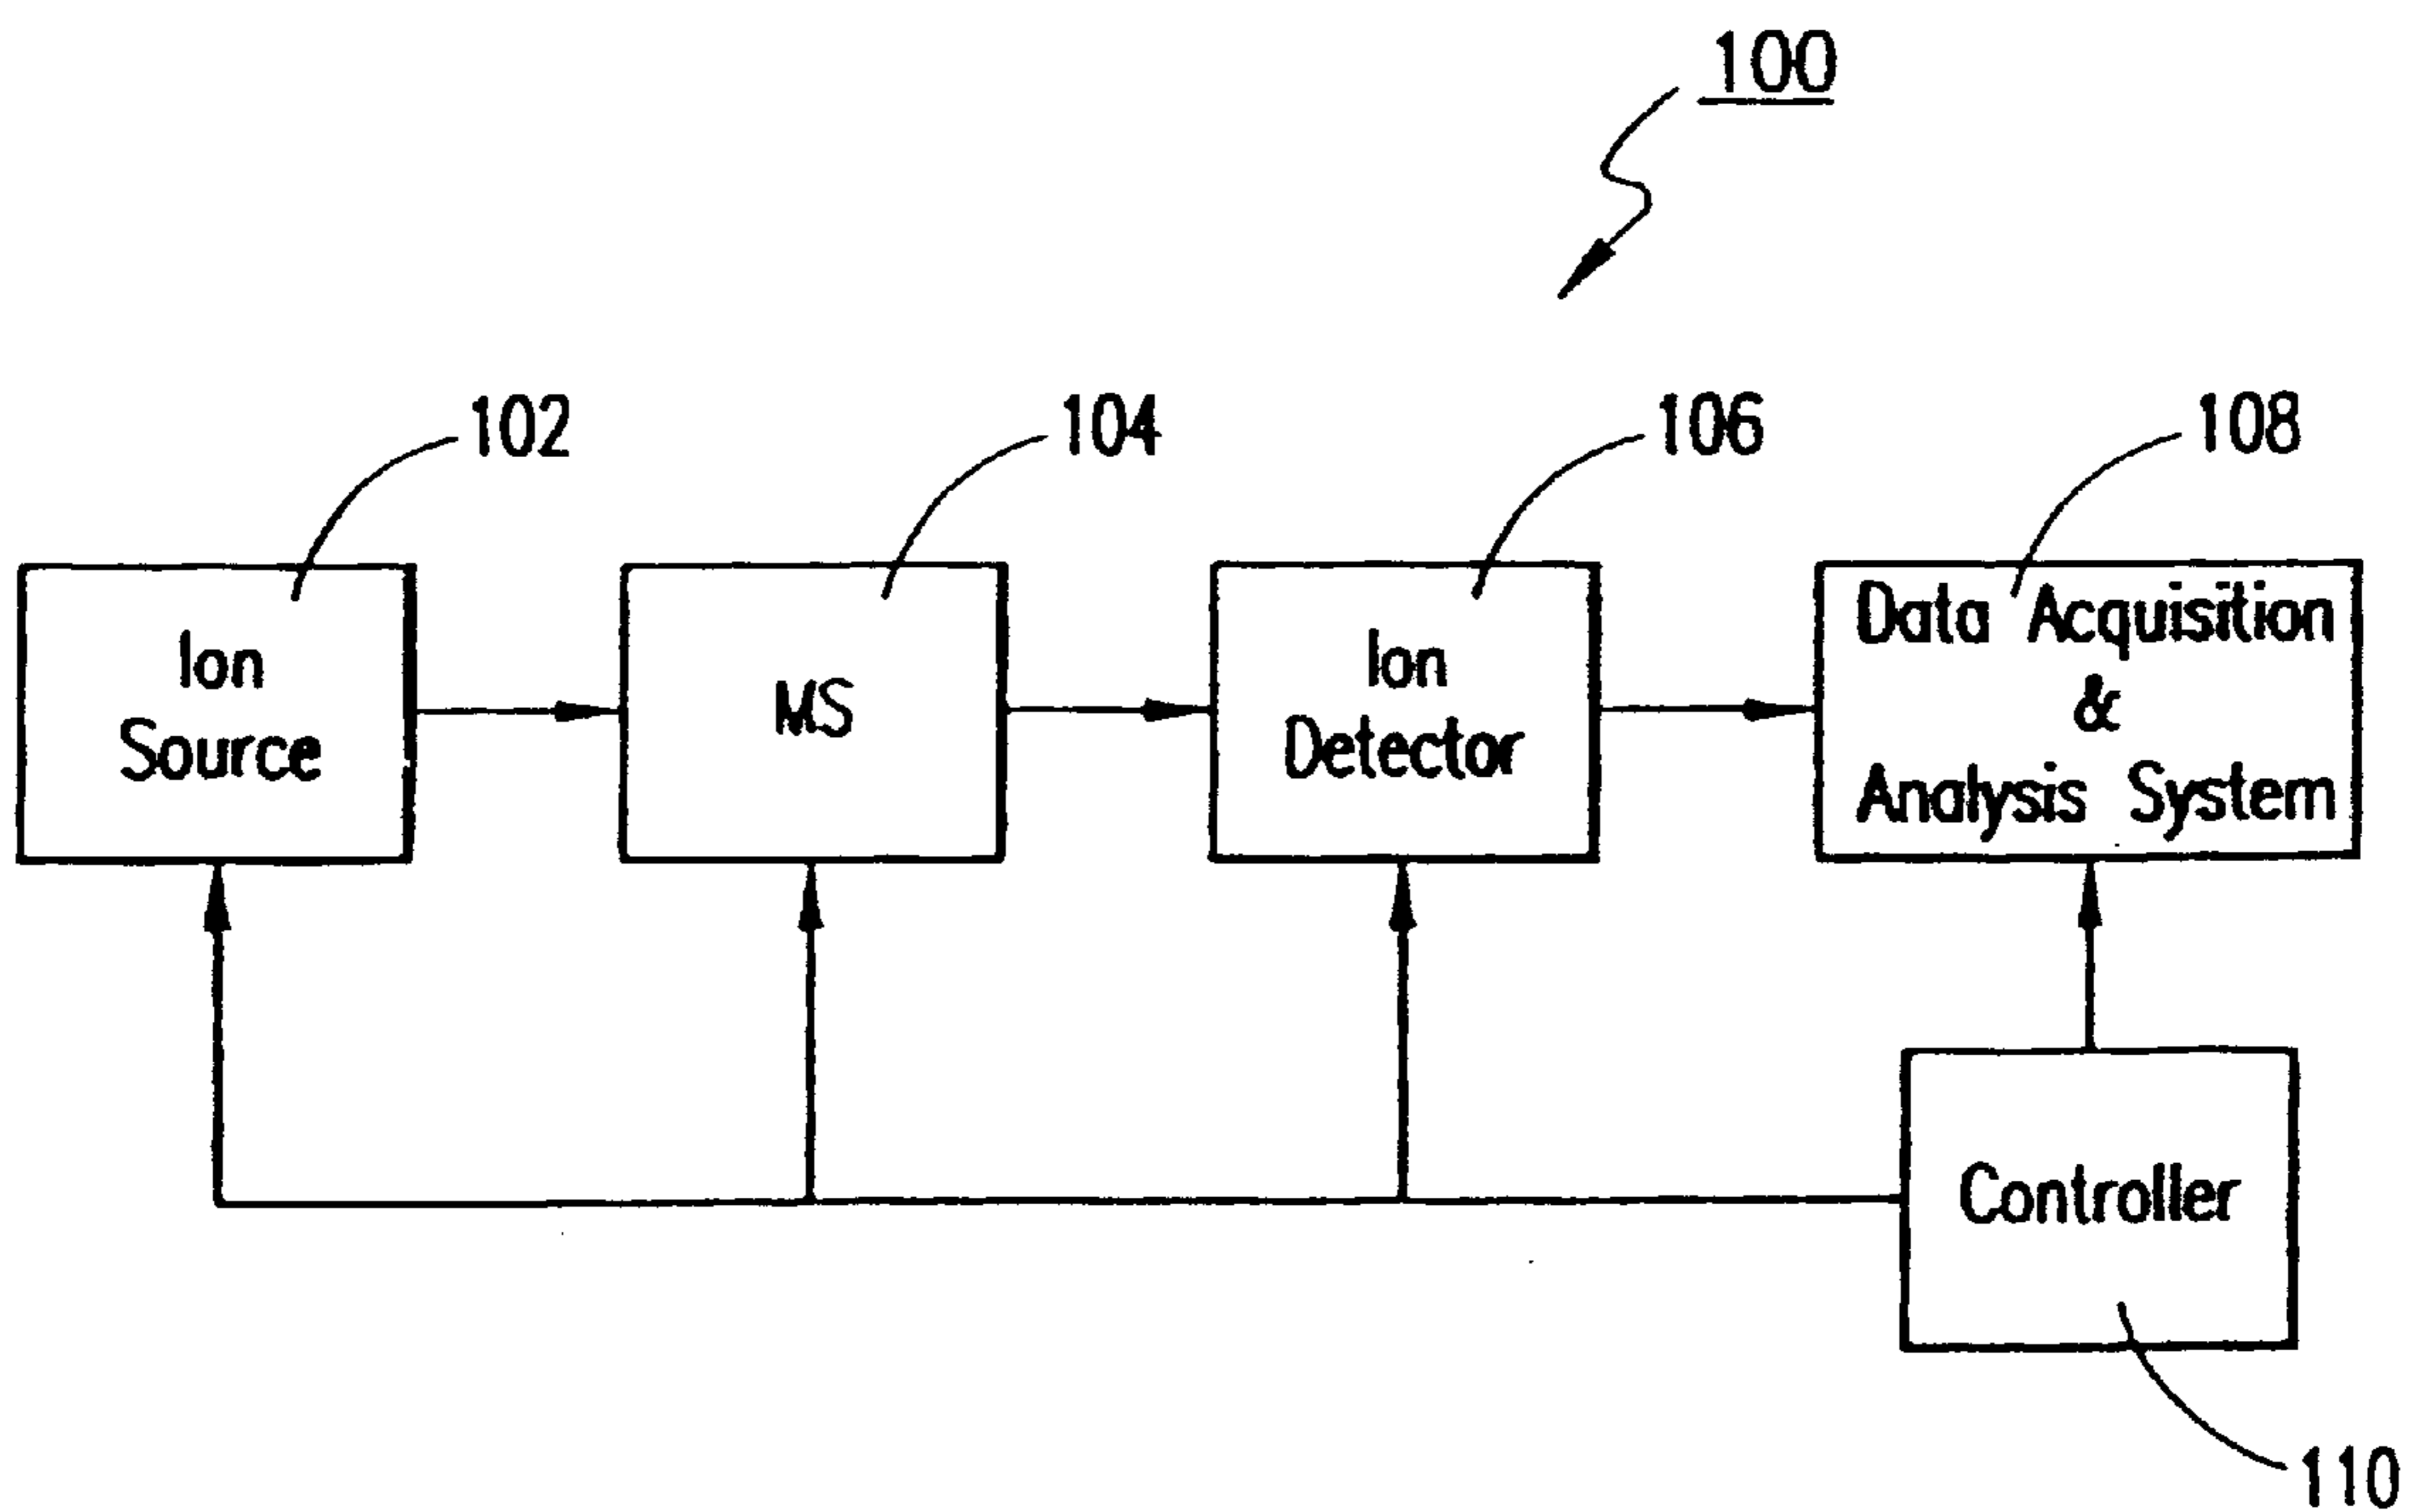 100
102
104
106
108
Ion
Source
MS
Ion
Detector
Data Acquisition
&
Analysis System
Controller
110